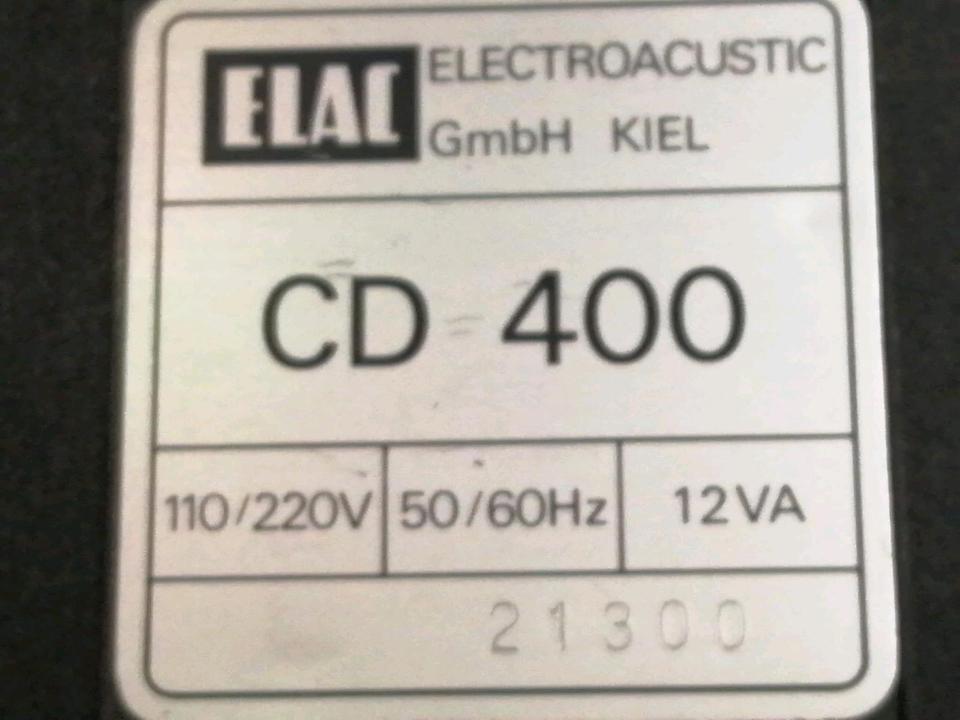 ELAC ELECTROACUSTIC
GmbH KIEL
CD 400
110/220V 50/60Hz 12VA
21300